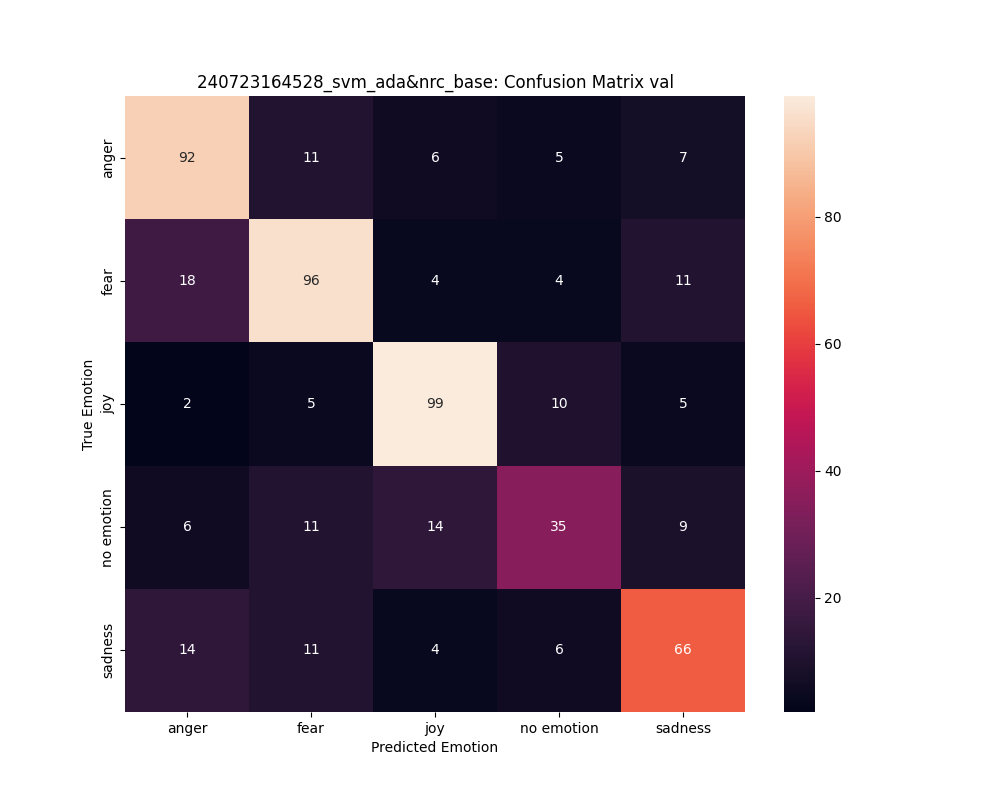 240723164528_svm_ada&nrc_base: Confusion Matrix val
anger 92 11 6 5 7
fear 18 96 4 4 11
joy 2 5 99 10 5
no emotion 6 11 14 35 9
sadness 14 11 4 6 66
anger fear joy no emotion sadness
Predicted Emotion
True Emotion
80
60
40
20